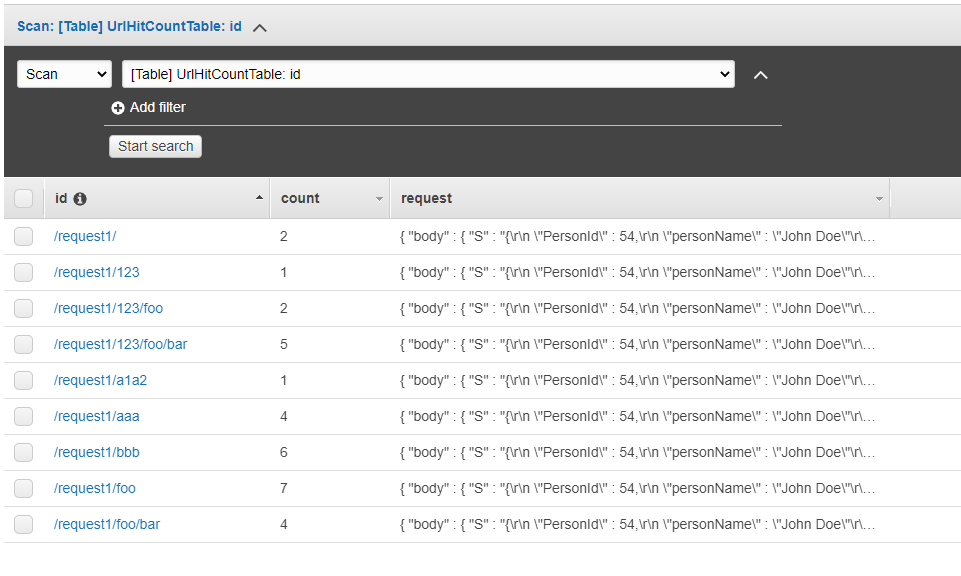 Scan: [Table] UrlHitCountTable: id
Scan [Table] UrlHitCountTable: id
Add filter
Start search
id count request
/request1/ 2 { "body" : { "S" : "{\r\n \"PersonId\" : 54,\r\n \"personName\" : \"John Doe\"\r\...
/request1/123 1 { "body" : { "S" : "{\r\n \"PersonId\" : 54,\r\n \"personName\" : \"John Doe\"\r\...
/request1/123/foo 2 { "body" : { "S" : "{\r\n \"PersonId\" : 54,\r\n \"personName\" : \"John Doe\"\r\...
/request1/123/foo/bar 5 { "body" : { "S" : "{\r\n \"PersonId\" : 54,\r\n \"personName\" : \"John Doe\"\r\...
/request1/a1a2 1 { "body" : { "S" : "{\r\n \"PersonId\" : 54,\r\n \"personName\" : \"John Doe\"\r\...
/request1/aaa 4 { "body" : { "S" : "{\r\n \"PersonId\" : 54,\r\n \"personName\" : \"John Doe\"\r\...
/request1/bbb 6 { "body" : { "S" : "{\r\n \"PersonId\" : 54,\r\n \"personName\" : \"John Doe\"\r\...
/request1/foo 7 { "body" : { "S" : "{\r\n \"PersonId\" : 54,\r\n \"personName\" : \"John Doe\"\r\...
/request1/foo/bar 4 { "body" : { "S" : "{\r\n \"PersonId\" : 54,\r\n \"personName\" : \"John Doe\"\r\...